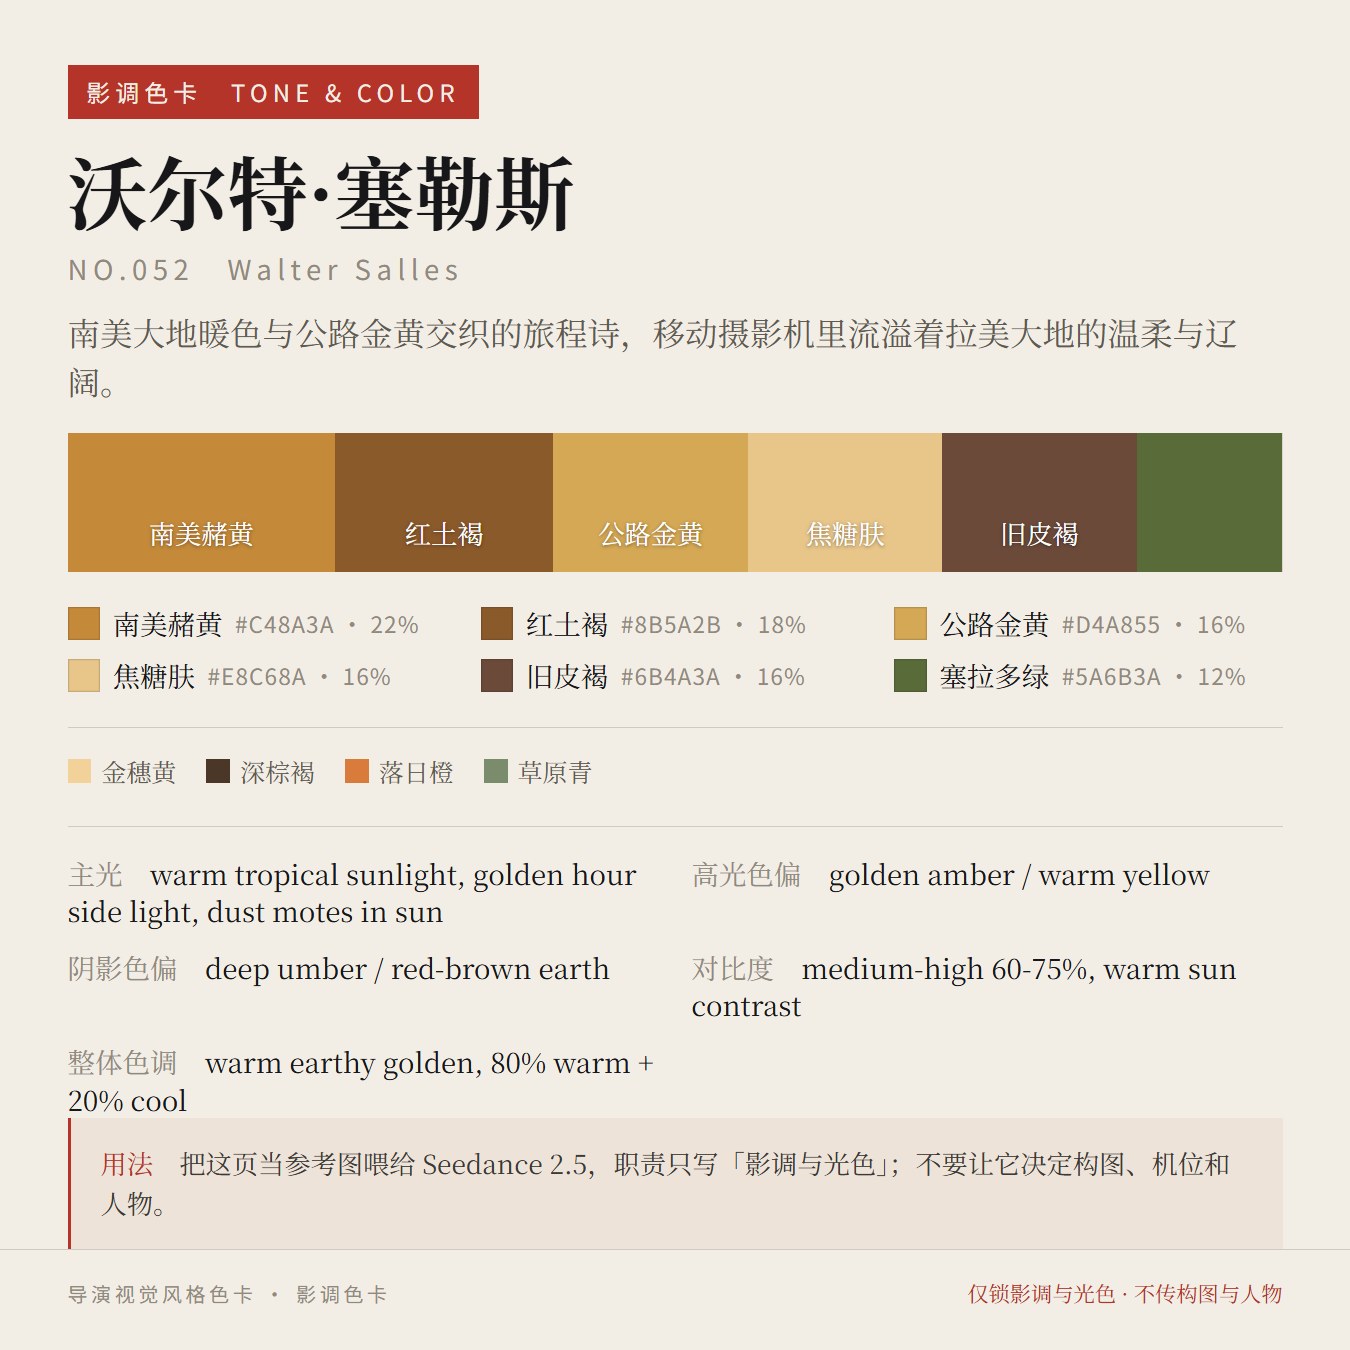 影调色卡 TONE & COLOR
沃尔特·塞勒斯
NO.052 Walter Salles
南美大地暖色与公路金黄交织的旅程诗，移动摄影机里流溢着拉美大地的温柔与辽
阔。
南美赭黄 红土褐 公路金黄 焦糖肤 旧皮褐
南美赭黄 #C48A3A · 22% 红土褐 #8B5A2B · 18% 公路金黄 #D4A855 · 16%
焦糖肤 #E8C68A · 16% 旧皮褐 #6B4A3A · 16% 塞拉多绿 #5A6B3A · 12%
金穗黄 深棕褐 落日橙 草原青
主光 warm tropical sunlight, golden hour
side light, dust motes in sun
高光色偏 golden amber / warm yellow
阴影色偏 deep umber / red-brown earth
对比度 medium-high 60-75%, warm sun
contrast
整体色调 warm earthy golden, 80% warm +
20% cool
用法 把这页当参考图喂给 Seedance 2.5，职责只写「影调与光色」；不要让它决定构图、机位和
人物。
导演视觉风格色卡 · 影调色卡
仅锁影调与光色 · 不传构图与人物